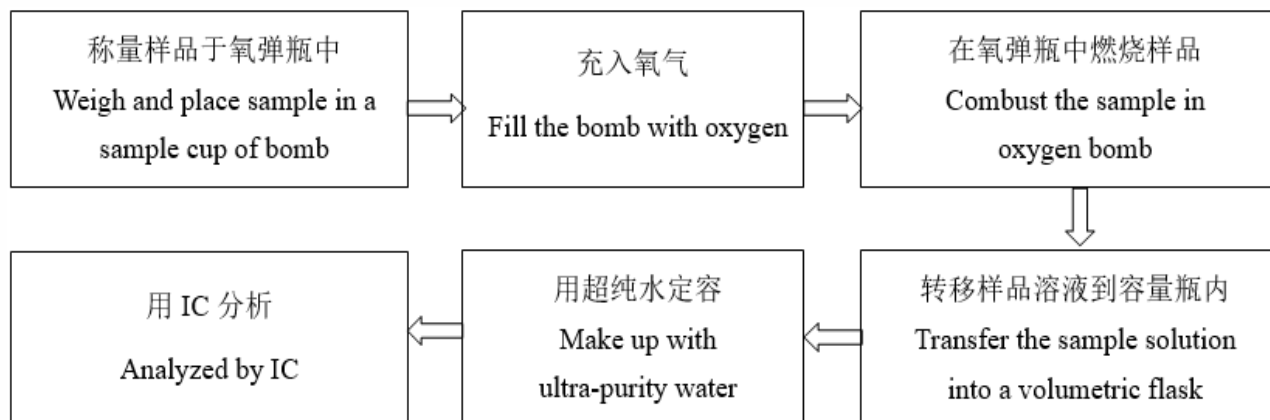 称量样品于氧弹瓶中
Weigh and place sample in a
sample cup of bomb
充入氧气
Fill the bomb with oxygen
在氧弹瓶中燃烧样品
Combust the sample in
oxygen bomb
转移样品溶液到容量瓶内
Transfer the sample solution
into a volumetric flask
用超纯水定容
Make up with
ultra-purity water
用 IC 分析
Analyzed by IC